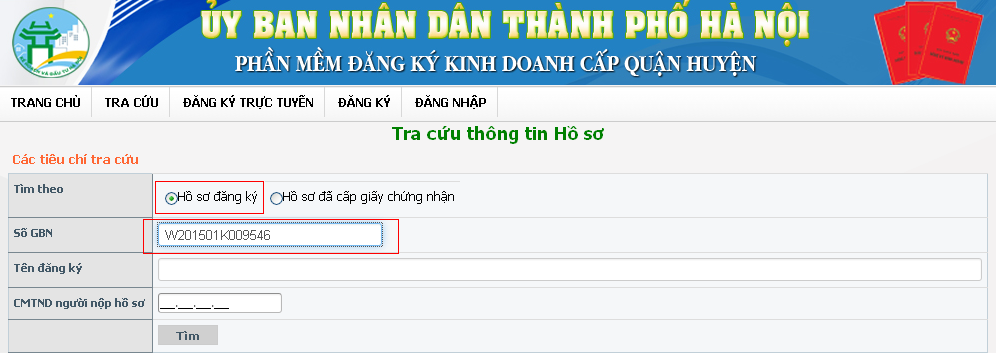 ỦY BAN NHÂN DÂN THÀNH PHỐ HÀ NỘI
PHẦN MỀM ĐĂNG KÝ KINH DOANH CẤP QUẬN HUYỆN
TRANG CHỦ TRA CỨU ĐĂNG KÝ TRỰC TUYẾN ĐĂNG KÝ ĐĂNG NHẬP
Tra cứu thông tin Hồ sơ
Các tiêu chí tra cứu
Tìm theo Hồ sơ đăng ký Hồ sơ đã cấp giấy chứng nhận
Số GBN W201501K009546
Tên đăng ký
CMTND người nộp hồ sơ __.__.__.__
Tìm